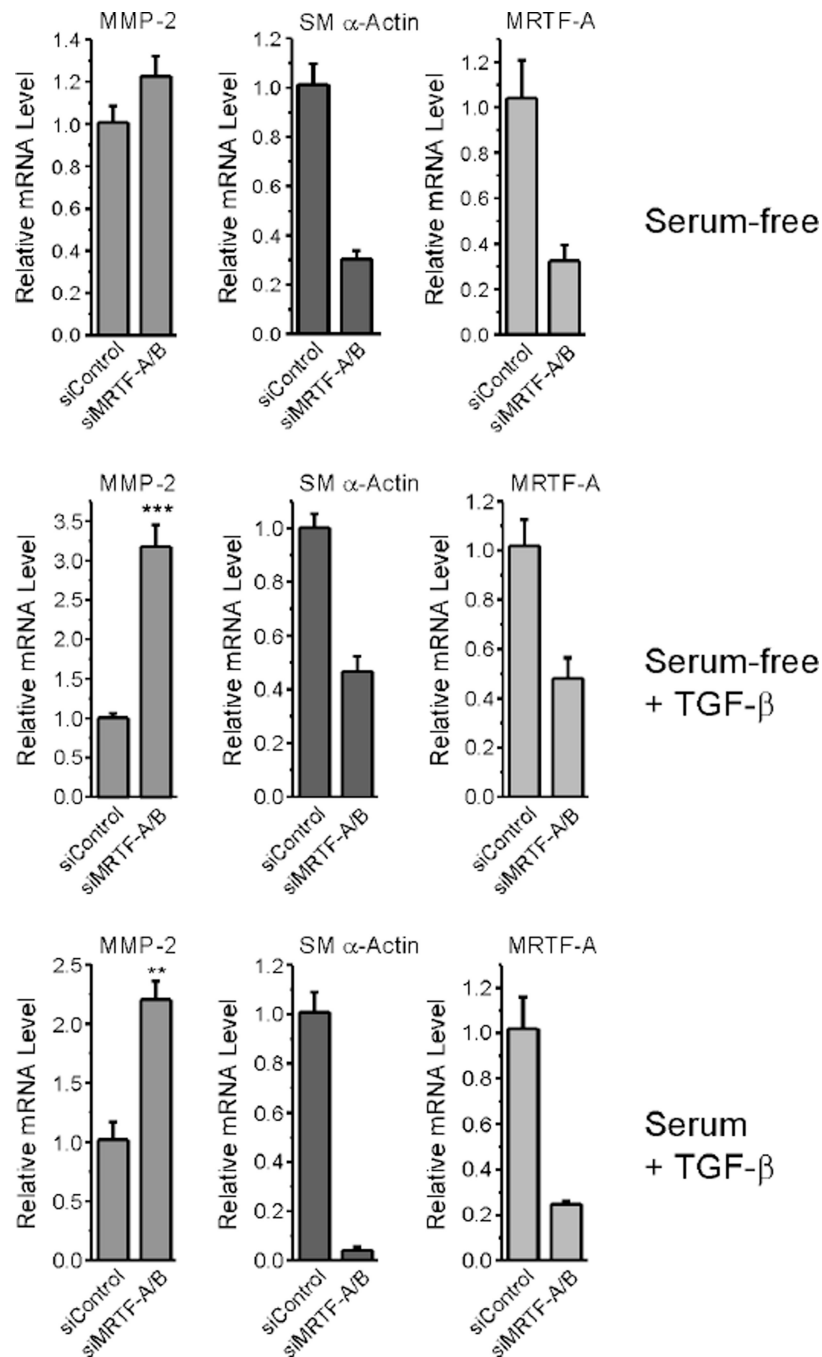 MMP-2
SM α-Actin
MRTF-A
Relative mRNA Level
1.4
1.2
1.0
0.8
0.6
0.4
0.2
0.0
siControl
siMRTF-A/B
Relative mRNA Level
1.2
1.0
0.8
0.6
0.4
0.2
0.0
siControl
siMRTF-A/B
Relative mRNA Level
1.2
1.0
0.8
0.6
0.4
0.2
0.0
siControl
siMRTF-A/B
Serum-free
MMP-2
SM α-Actin
MRTF-A
***
Relative mRNA Level
3.5
3.0
2.5
2.0
1.5
1.0
0.5
0.0
siControl
siMRTF-A/B
Relative mRNA Level
1.0
0.8
0.6
0.4
0.2
0.0
siControl
siMRTF-A/B
Relative mRNA Level
1.2
1.0
0.8
0.6
0.4
0.2
0.0
siControl
siMRTF-A/B
Serum-free
+ TGF-β
MMP-2
SM α-Actin
MRTF-A
**
Relative mRNA Level
2.5
2.0
1.5
1.0
0.5
0.0
siControl
siMRTF-A/B
Relative mRNA Level
1.2
1.0
0.8
0.6
0.4
0.2
0.0
siControl
siMRTF-A/B
Relative mRNA Level
1.2
1.0
0.8
0.6
0.4
0.2
0.0
siControl
siMRTF-A/B
Serum
+ TGF-β